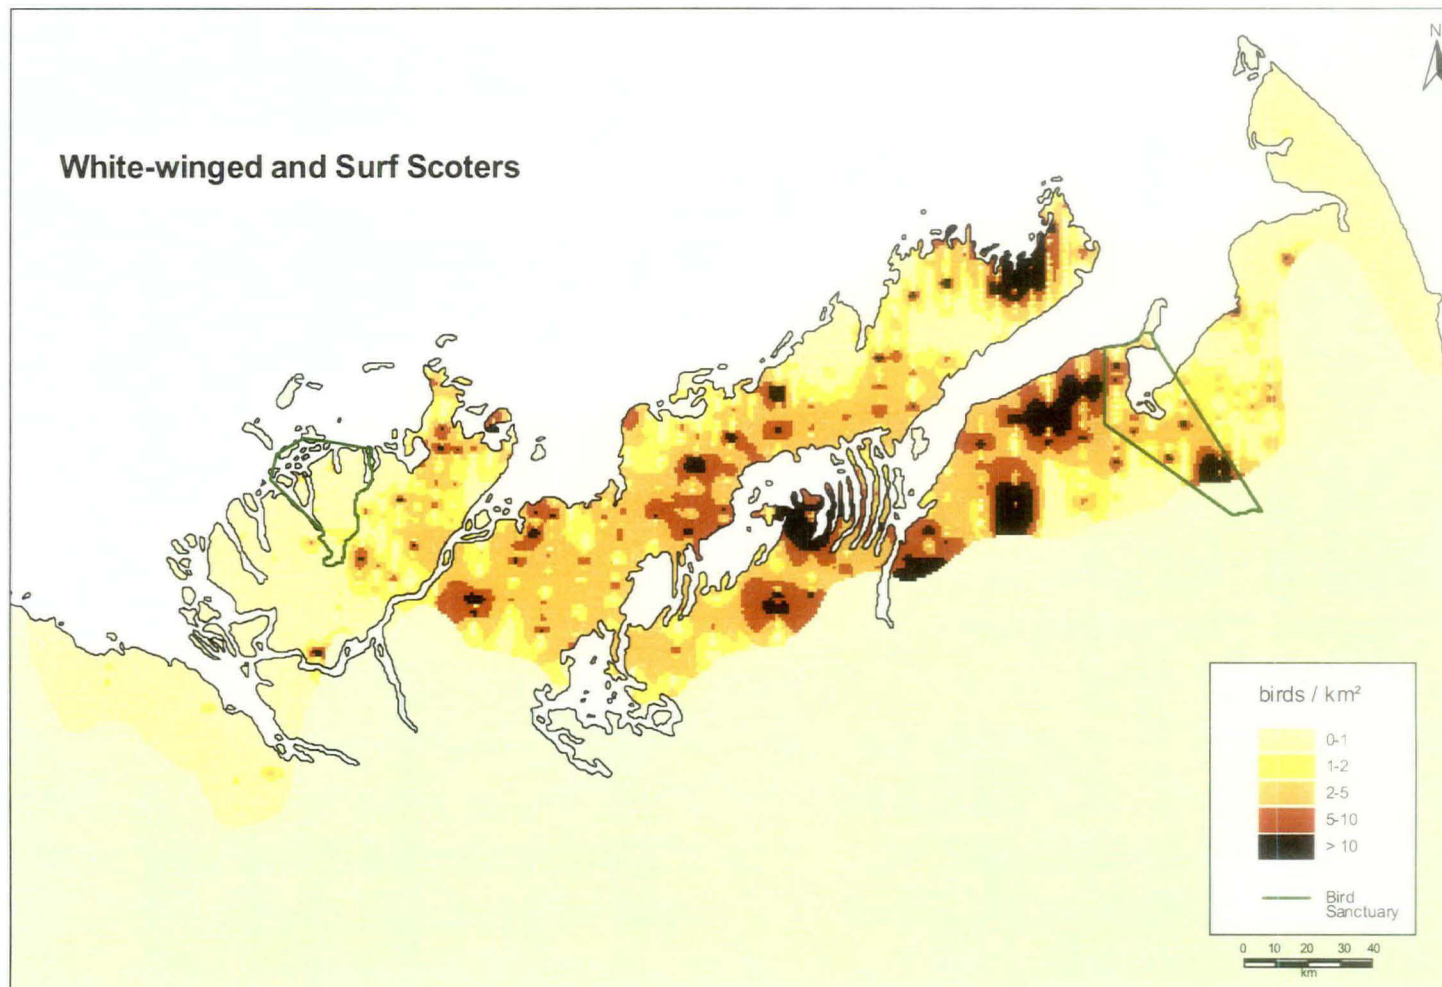 N
White-winged and Surf Scoters
birds / km²
0-1
1-2
2-5
5-10
> 10
Bird
Sanctuary
0 10 20 30 40
km